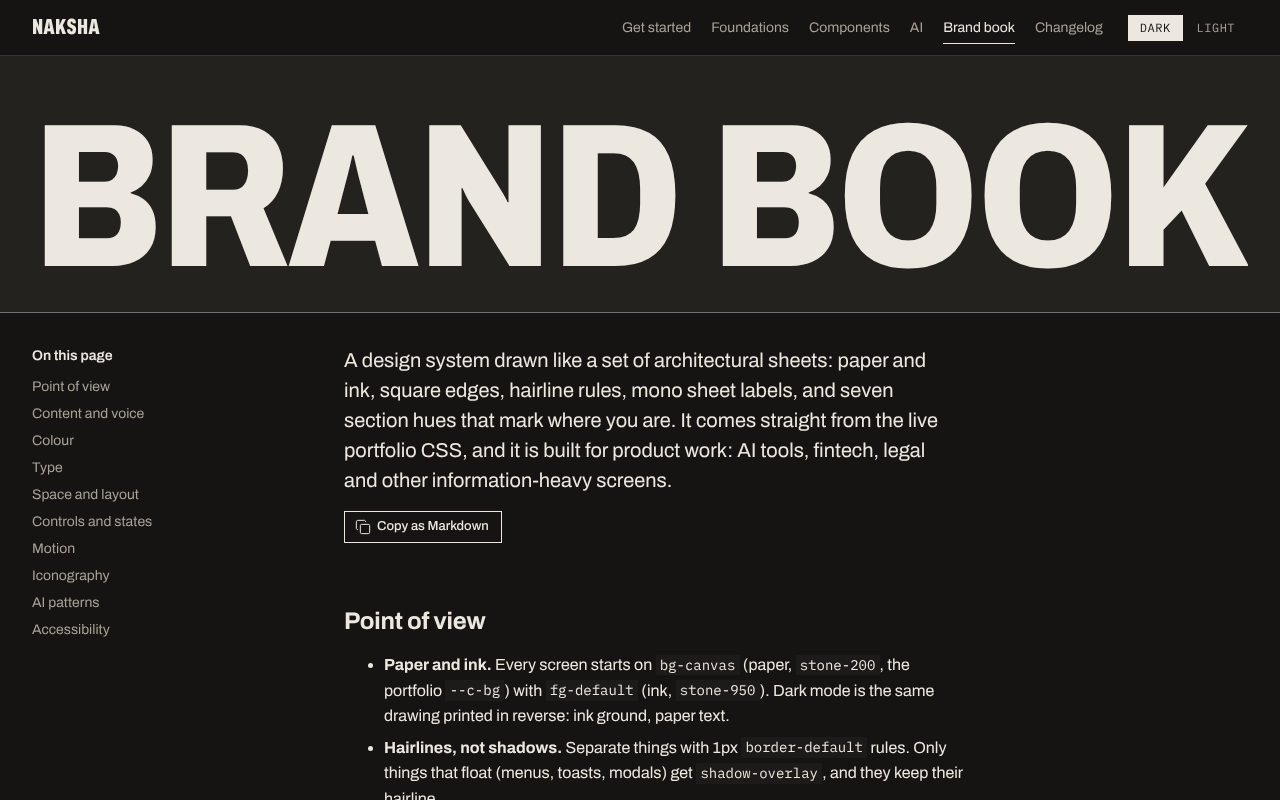 NAKSHA
Get started
Foundations
Components
AI
Brand book
Changelog
DARK
LIGHT
BRAND BOOK
On this page
Point of view
Content and voice
Colour
Type
Space and layout
Controls and states
Motion
Iconography
AI patterns
Accessibility
A design system drawn like a set of architectural sheets: paper and
ink, square edges, hairline rules, mono sheet labels, and seven
section hues that mark where you are. It comes straight from the live
portfolio CSS, and it is built for product work: AI tools, fintech, legal
and other information-heavy screens.
Copy as Markdown
Point of view
Paper and ink. Every screen starts on bg-canvas (paper, stone-200, the
portfolio --c-bg) with fg-default (ink, stone-950). Dark mode is the same
drawing printed in reverse: ink ground, paper text.
Hairlines, not shadows. Separate things with 1px border-default rules. Only
things that float (menus, toasts, modals) get shadow-overlay, and they keep their
hairline.